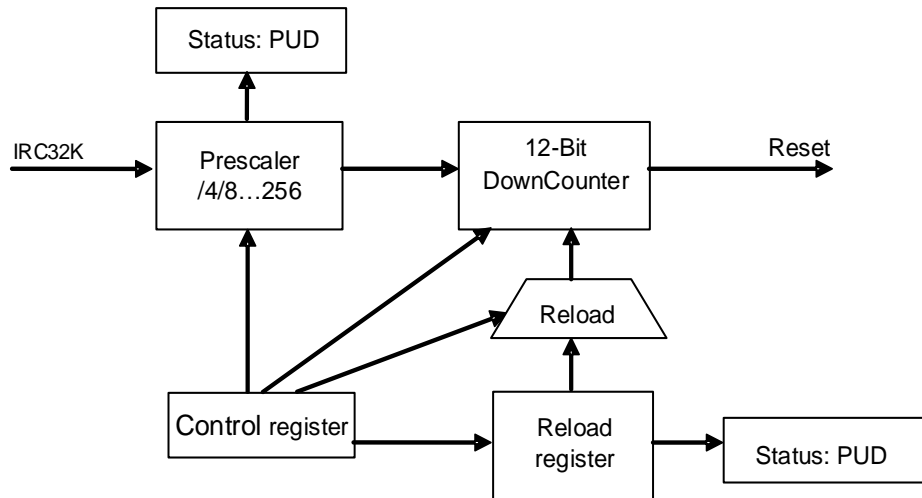 Status: PUD
IRC32K
Prescaler
/4/8…256
12-Bit
DownCounter
Reset
Reload
Control register
Reload
register
Status: PUD